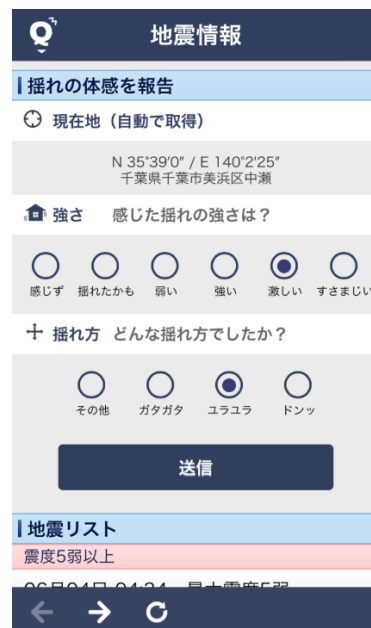 地震情報
揺れの体感を報告
現在地（自動で取得）
N 35°39′0″ / E 140°2′25″
千葉県千葉市美浜区中瀬
強さ 感じた揺れの強さは？
感じず 揺れたかも 弱い 強い 激しい すさまじい
揺れ方 どんな揺れ方でしたか？
その他 ガタガタ ユラユラ ドンッ
送信
地震リスト
震度5弱以上